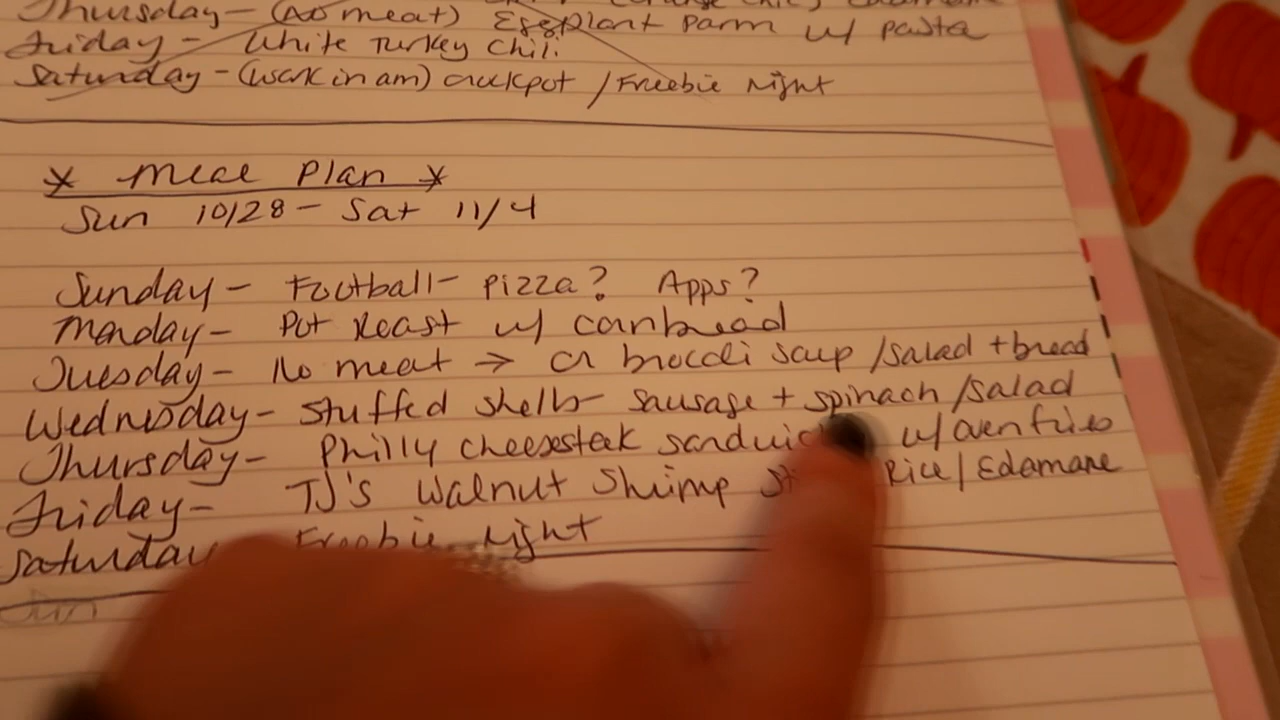 Thursday - (no meat) Eggplant Parm w/ pasta
Friday - White Turkey Chili
Saturday - (work in am) crockpot / Freebie Night
* Meal Plan *
Sun 10/28 - Sat 11/4
Sunday - Football - Pizza? Apps?
Monday - Pot Roast w/ cornbread
Tuesday - No meat → cr brocoli soup / salad + bread
Wednesday - Stuffed shells - sausage + spinach / salad
Thursday - Philly cheesesteak w/ oven fries
Friday - TJ's Walnut Shrimp Rice / Edamame
Saturday Freebie Night
Sun